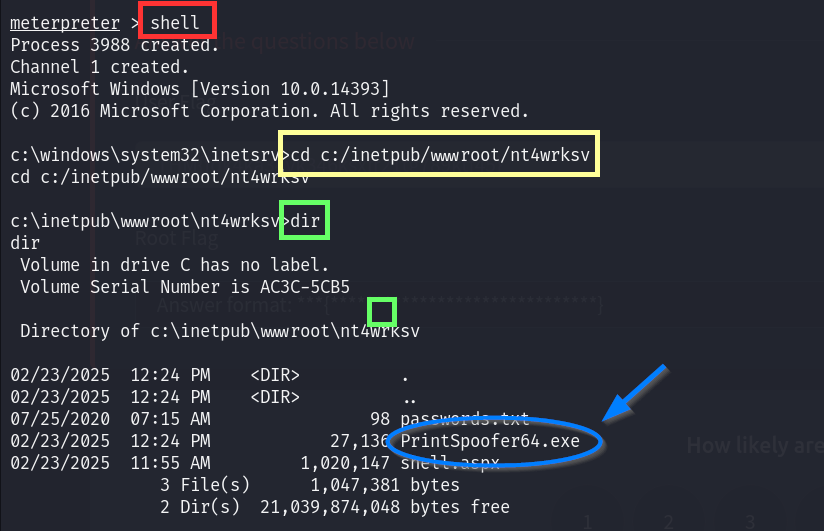 meterpreter > shell
Process 3988 created.
Channel 1 created.
Microsoft Windows [Version 10.0.14393]
(c) 2016 Microsoft Corporation. All rights reserved.
c:\windows\system32\inetsrv>cd c:/inetpub/wwwroot/nt4wrksv
cd c:/inetpub/wwwroot/nt4wrksv
c:\inetpub\wwwroot\nt4wrksv>dir
dir
Root Flag
Volume in drive C has no label.
Volume Serial Number is AC3C-5CB5
Directory of c:\inetpub\wwwroot\nt4wrksv
02/23/2025 12:24 PM <DIR> .
02/23/2025 12:24 PM <DIR> ..
07/25/2020 07:15 AM 98 passwords.txt
02/23/2025 12:24 PM 27,136 PrintSpoofer64.exe
02/23/2025 11:55 AM 1,020,147 shell.aspx
How likely are
3 File(s) 1,047,381 bytes
2 Dir(s) 21,039,874,048 bytes free
1 2 3